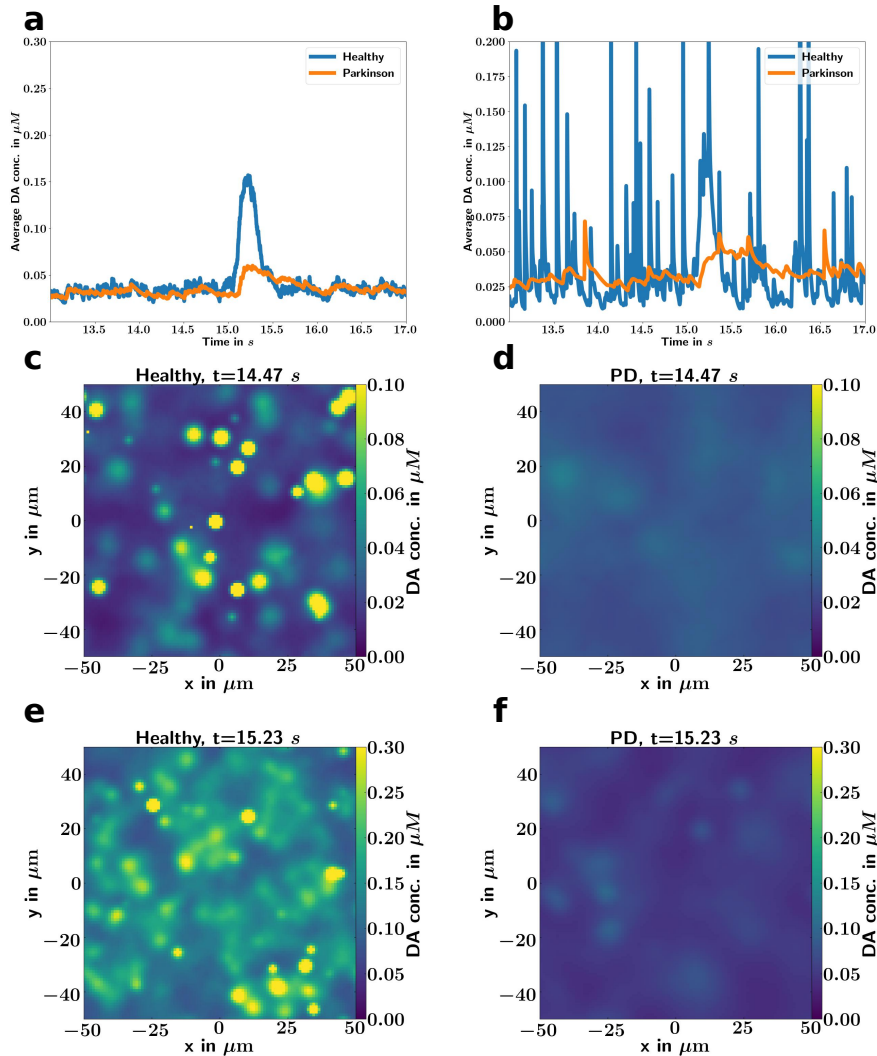 a
b
Average DA conc. in µM
0.30
0.25
0.20
0.15
0.10
0.05
0.00
Healthy
Parkinson
13.5 14.0 14.5 15.0 15.5 16.0 16.5 17.0
Time in s
Average DA conc. in µM
0.200
0.175
0.150
0.125
0.100
0.075
0.050
0.025
0.000
Healthy
Parkinson
13.5 14.0 14.5 15.0 15.5 16.0 16.5 17.0
Time in s
c
Healthy, t=14.47 s
y in µm
40
20
0
−20
−40
−50 −25 0 25 50
x in µm
0.10
0.08
0.06
0.04
0.02
0.00
DA conc. in µM
d
PD, t=14.47 s
y in µm
40
20
0
−20
−40
−50 −25 0 25 50
x in µm
0.10
0.08
0.06
0.04
0.02
0.00
DA conc. in µM
e
Healthy, t=15.23 s
y in µm
40
20
0
−20
−40
−50 −25 0 25 50
x in µm
0.30
0.25
0.20
0.15
0.10
0.05
0.00
DA conc. in µM
f
PD, t=15.23 s
y in µm
40
20
0
−20
−40
−50 −25 0 25 50
x in µm
0.30
0.25
0.20
0.15
0.10
0.05
0.00
DA conc. in µM